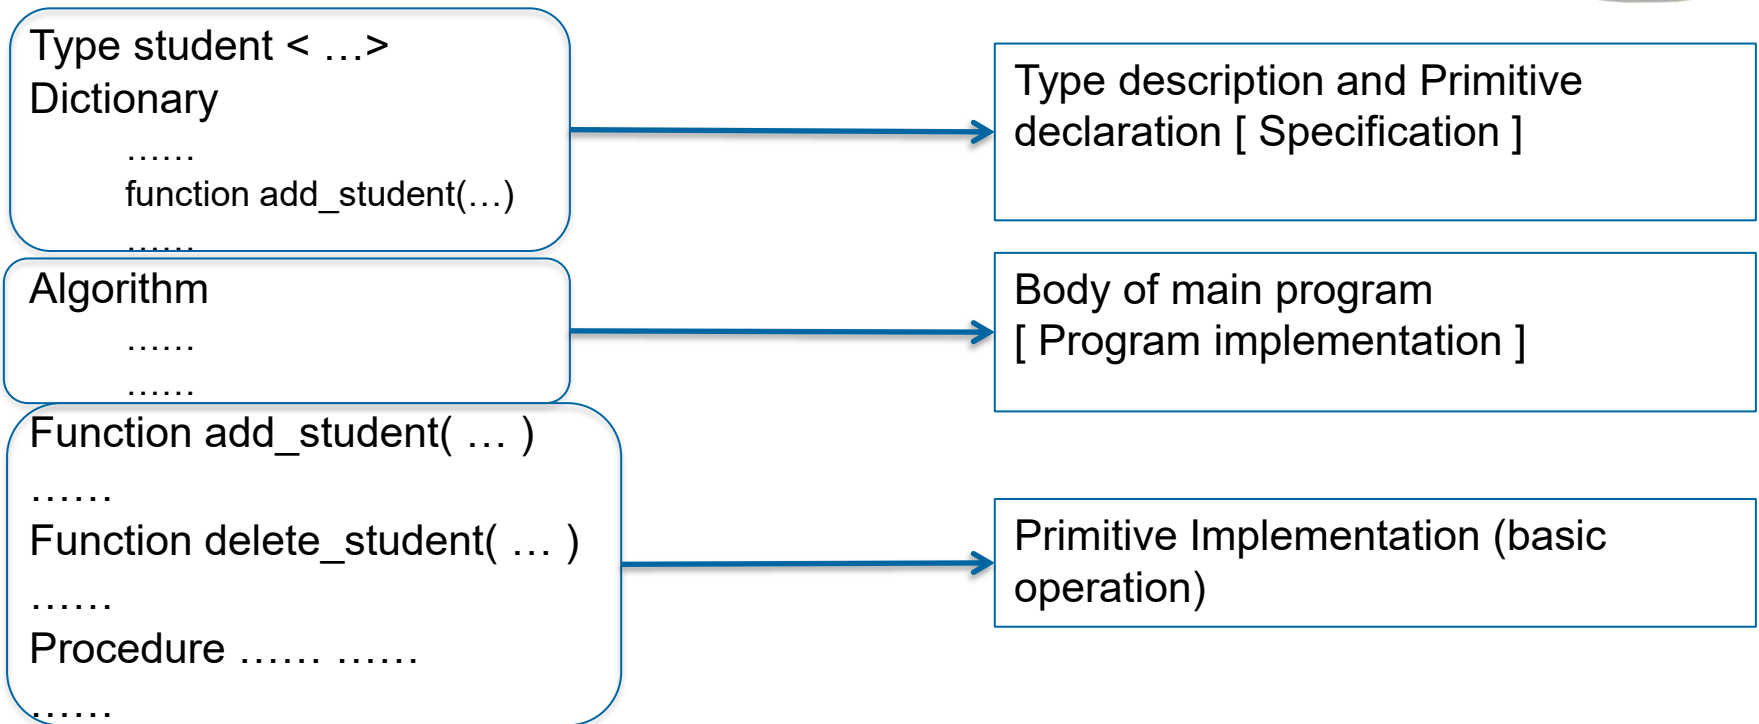 Type student < …>
Dictionary
……
function add_student(…)
……
Algorithm
……
……
Function add_student( … )
……
Function delete_student( … )
……
Procedure …… ……
……
Type description and Primitive
declaration [ Specification ]
Body of main program
[ Program implementation ]
Primitive Implementation (basic
operation)